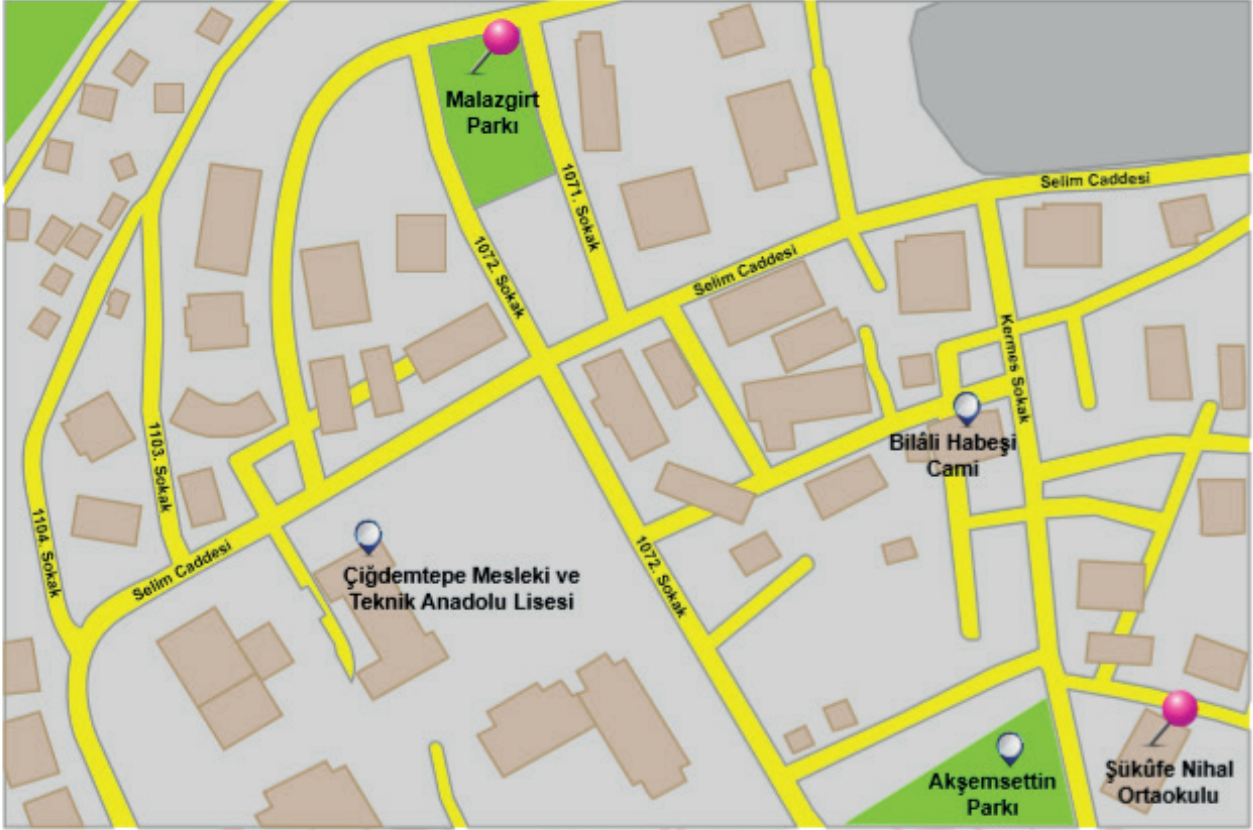 Malazgirt
Parkı
1071. Sokak
Selim Caddesi
1072. Sokak
Selim Caddesi
Kermes Sokak
1103. Sokak
Bilâli Habeşi
Cami
1104. Sokak
Selim Caddesi
Çiğdemtepe Mesleki ve
Teknik Anadolu Lisesi
1072. Sokak
Akşemsettin
Parkı
Şükûfe Nihal
Ortaokulu